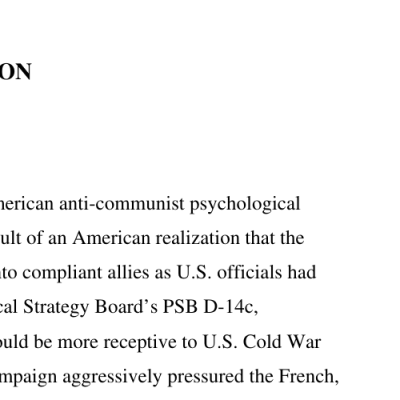 ON
merican anti-communist psychological
ult of an American realization that the
to compliant allies as U.S. officials had
cal Strategy Board’s PSB D-14c,
ould be more receptive to U.S. Cold War
mpaign aggressively pressured the French,